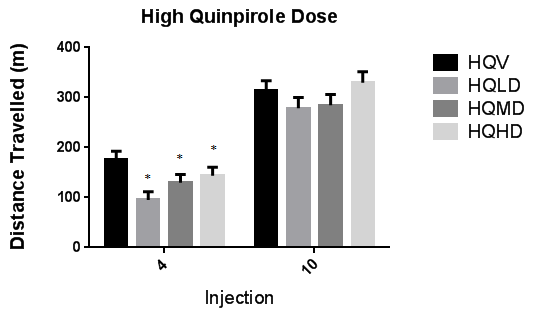 High Quinpirole Dose
Distance Travelled (m)
400
300
200
100
0
* * *
4
10
Injection
HQV
HQLD
HQMD
HQHD